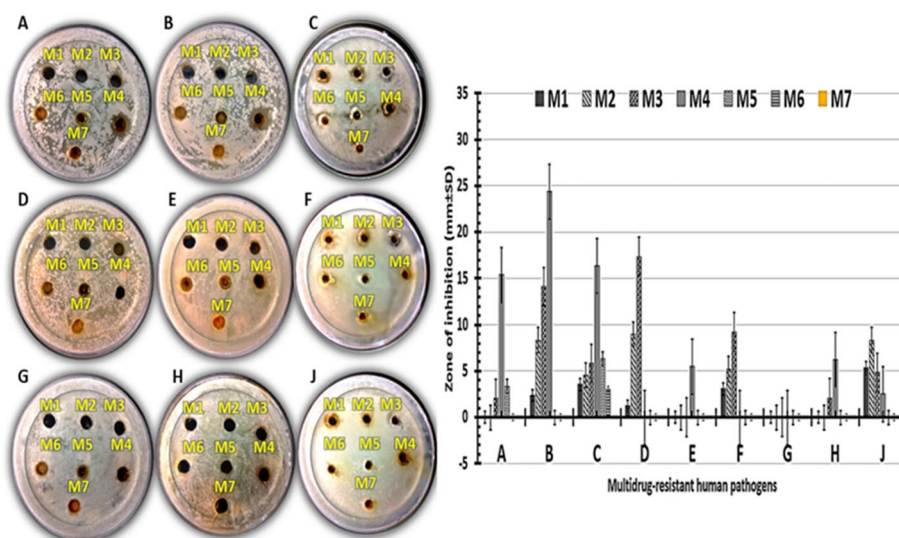 A B C
M1 M2 M3 M1 M2 M3 M1 M2 M3
M6 M5 M4 M6 M5 M4 M6 M5 M4
M7 M7 M7
D E F
M1 M2 M3 M1 M2 M3 M1 M2 M3
M6 M5 M4 M6 M5 M4 M6 M5 M4
M7 M7 M7
G H J
M1 M2 M3 M1 M2 M3 M1 M2 M3
M6 M5 M4 M6 M5 M4 M6 M5 M4
M7 M7 M7
M1 M2 M3 M4 M5 M6 M7
Zone of inhibition (mm±SD)
35
30
25
20
15
10
5
0
-5
A B C D E F G H J
Multidrug-resistant human pathogens